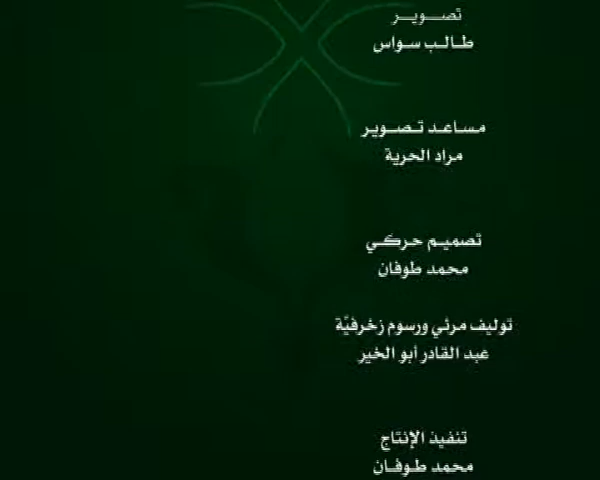 تصوير
طالب سواس
مساعد تصوير
مراد الحرية
تصميم حركي
محمد طوفان
توليف مرئي ورسوم زخرفيَّة
عبد القادر أبو الخير
تنفيذ الإنتاج
محمد طوفان